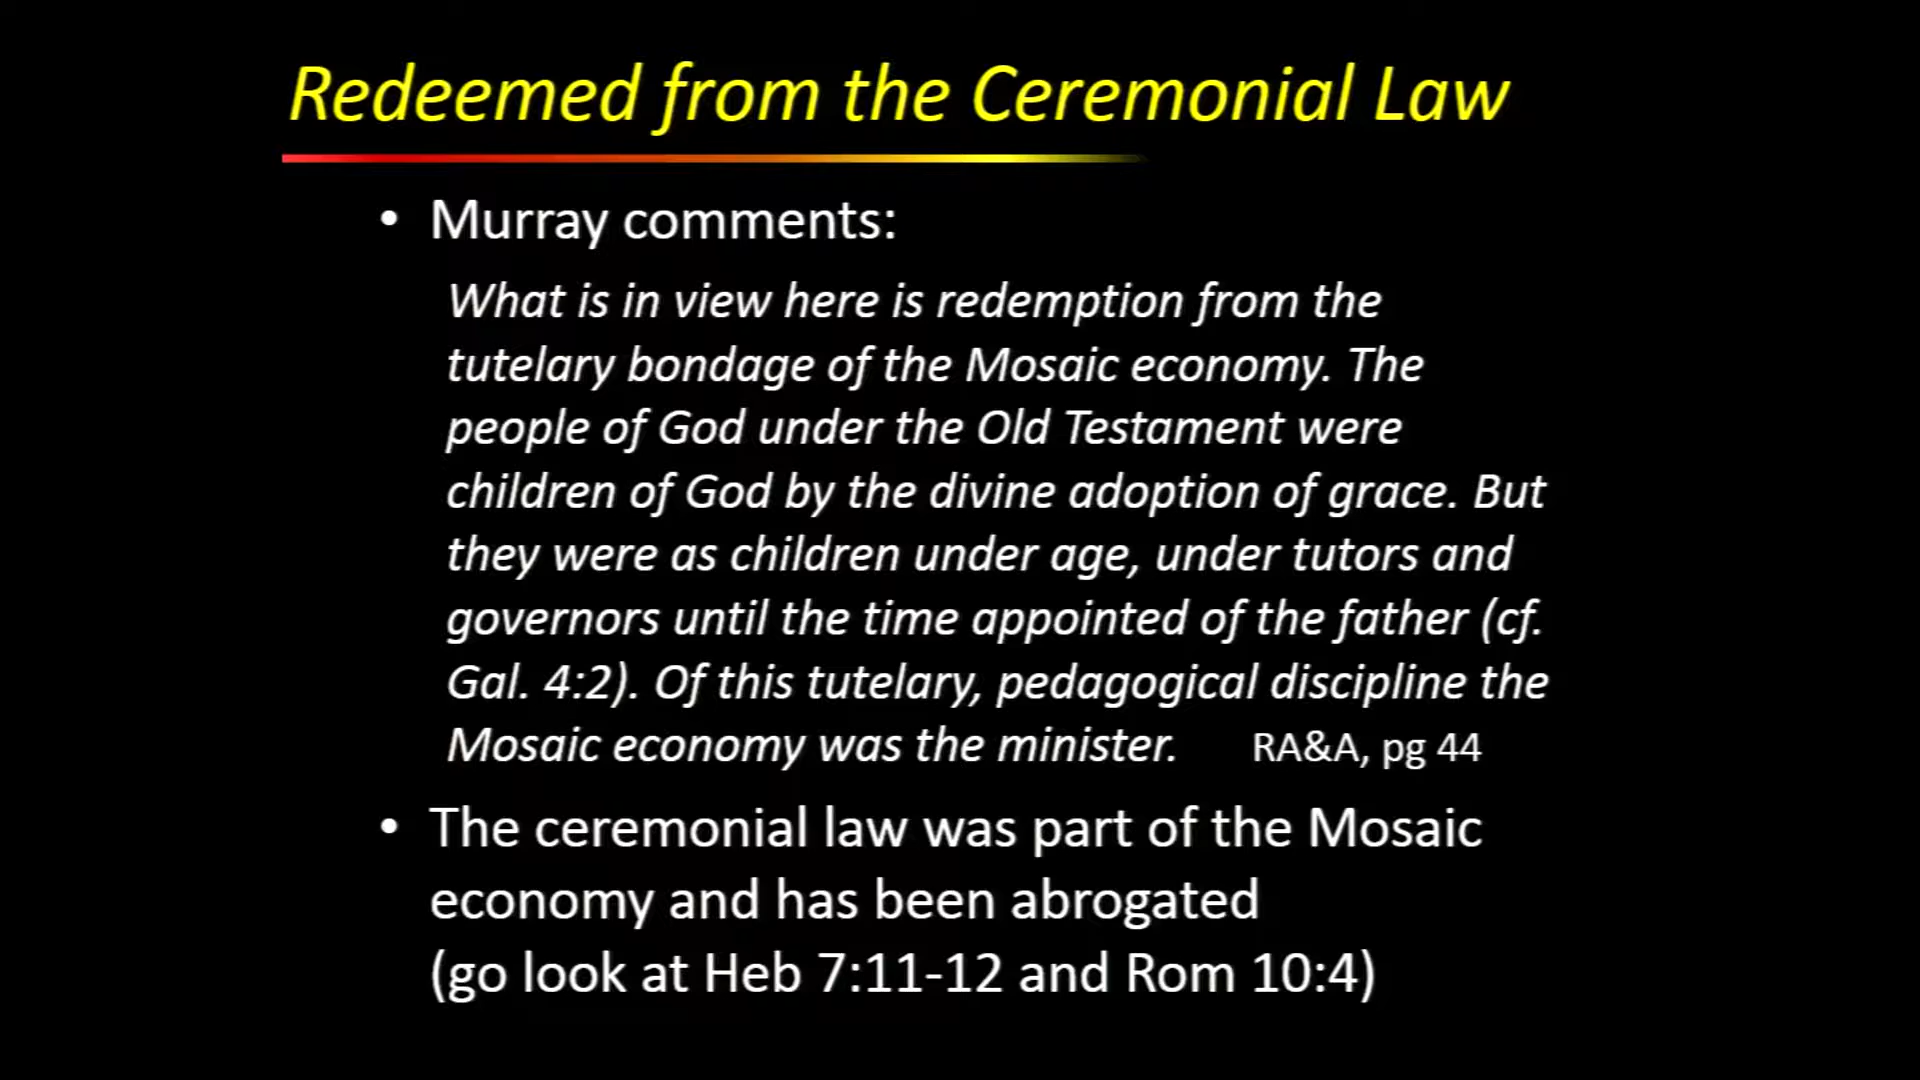 Redeemed from the Ceremonial Law
• Murray comments:
What is in view here is redemption from the
tutelary bondage of the Mosaic economy. The
people of God under the Old Testament were
children of God by the divine adoption of grace. But
they were as children under age, under tutors and
governors until the time appointed of the father (cf.
Gal. 4:2). Of this tutelary, pedagogical discipline the
Mosaic economy was the minister. RA&A, pg 44
• The ceremonial law was part of the Mosaic
economy and has been abrogated
(go look at Heb 7:11-12 and Rom 10:4)